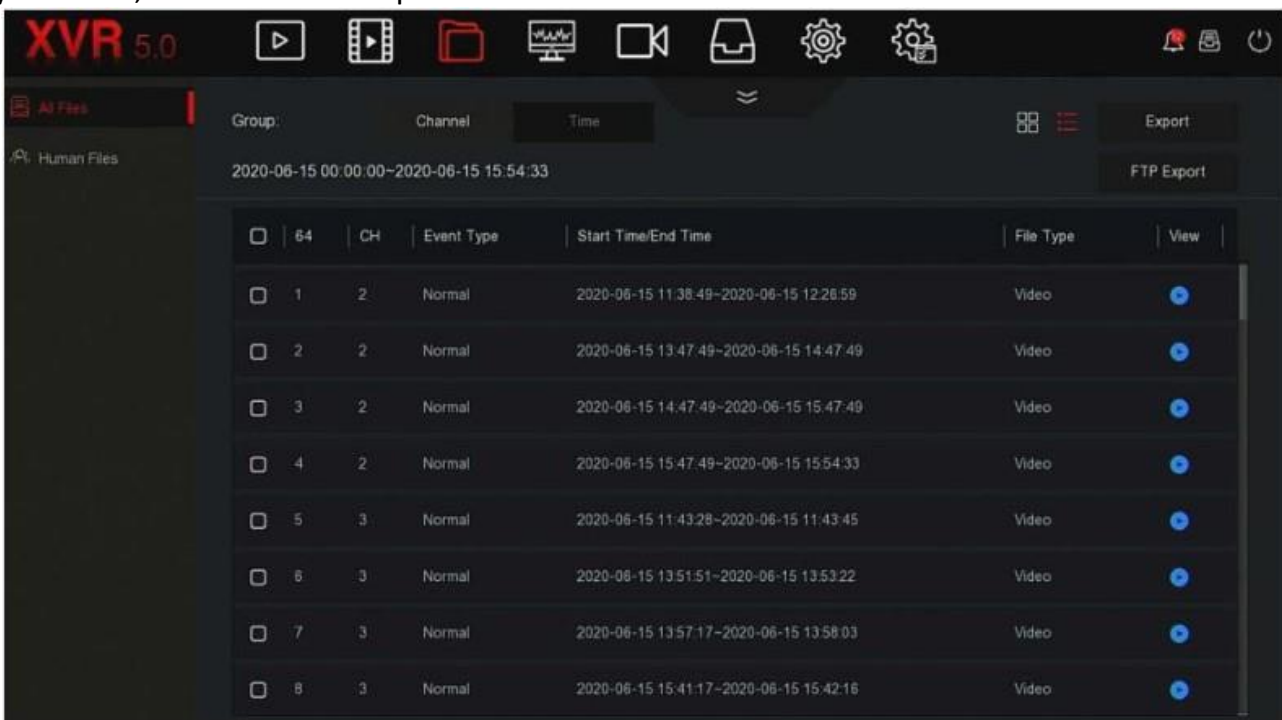 XVR 5.0
All Files
Human Files
Group: Channel Time Export
2020-06-15 00:00:00~2020-06-15 15:54:33 FTP Export
64 CH Event Type Start Time/End Time File Type View
1 2 Normal 2020-06-15 11:38:49~2020-06-15 12:26:59 Video
2 2 Normal 2020-06-15 13:47:49~2020-06-15 14:47:49 Video
3 2 Normal 2020-06-15 14:47:49~2020-06-15 15:47:49 Video
4 2 Normal 2020-06-15 15:47:49~2020-06-15 15:54:33 Video
5 3 Normal 2020-06-15 11:43:28~2020-06-15 11:43:45 Video
6 3 Normal 2020-06-15 13:51:51~2020-06-15 13:53:22 Video
7 3 Normal 2020-06-15 13:57:17~2020-06-15 13:58:03 Video
8 3 Normal 2020-06-15 15:41:17~2020-06-15 15:42:16 Video